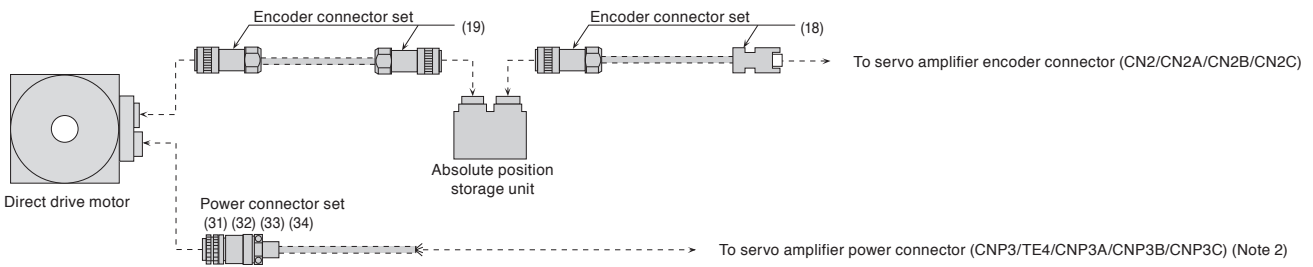 Encoder connector set
(19)
Encoder connector set
(18)
To servo amplifier encoder connector (CN2/CN2A/CN2B/CN2C)
Absolute position
storage unit
Direct drive motor
Power connector set
(31) (32) (33) (34)
To servo amplifier power connector (CNP3/TE4/CNP3A/CNP3B/CNP3C) (Note 2)